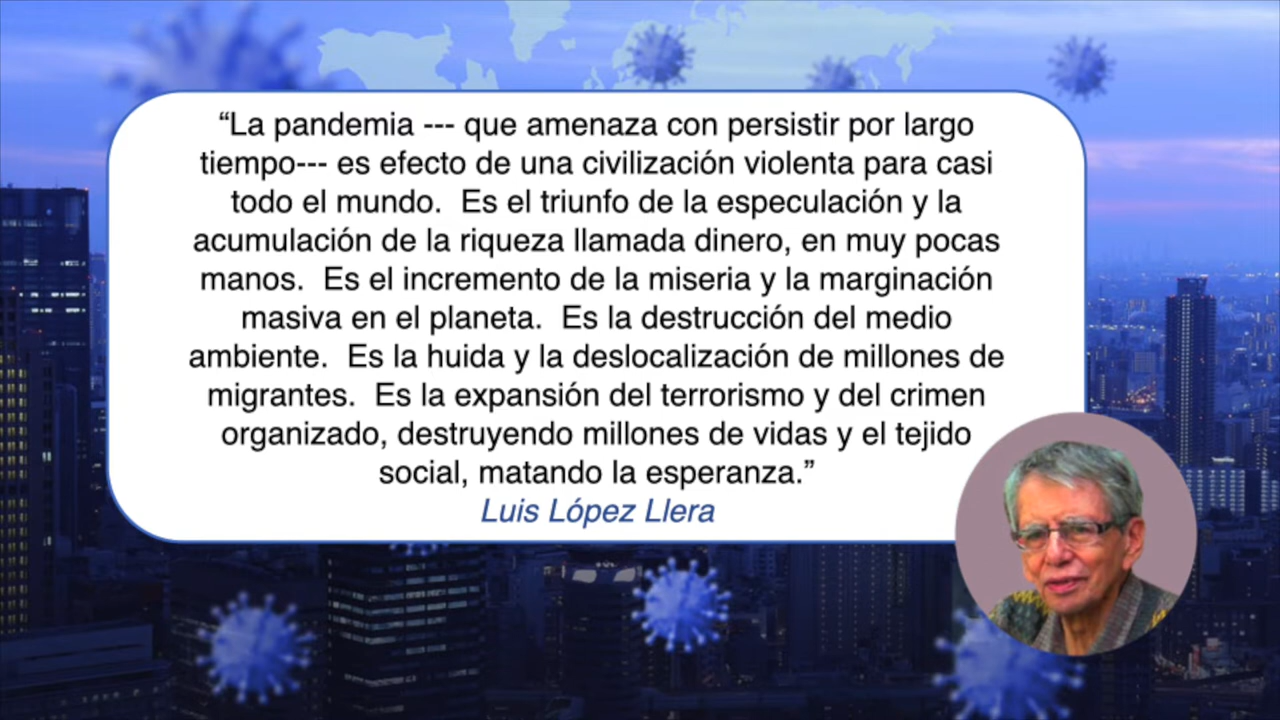 “La pandemia --- que amenaza con persistir por largo
tiempo--- es efecto de una civilización violenta para casi
todo el mundo.  Es el triunfo de la especulación y la
acumulación de la riqueza llamada dinero, en muy pocas
manos.  Es el incremento de la miseria y la marginación
masiva en el planeta.  Es la destrucción del medio
ambiente.  Es la huida y la deslocalización de millones de
migrantes.  Es la expansión del terrorismo y del crimen
organizado, destruyendo millones de vidas y el tejido
social, matando la esperanza.”
Luis López Llera